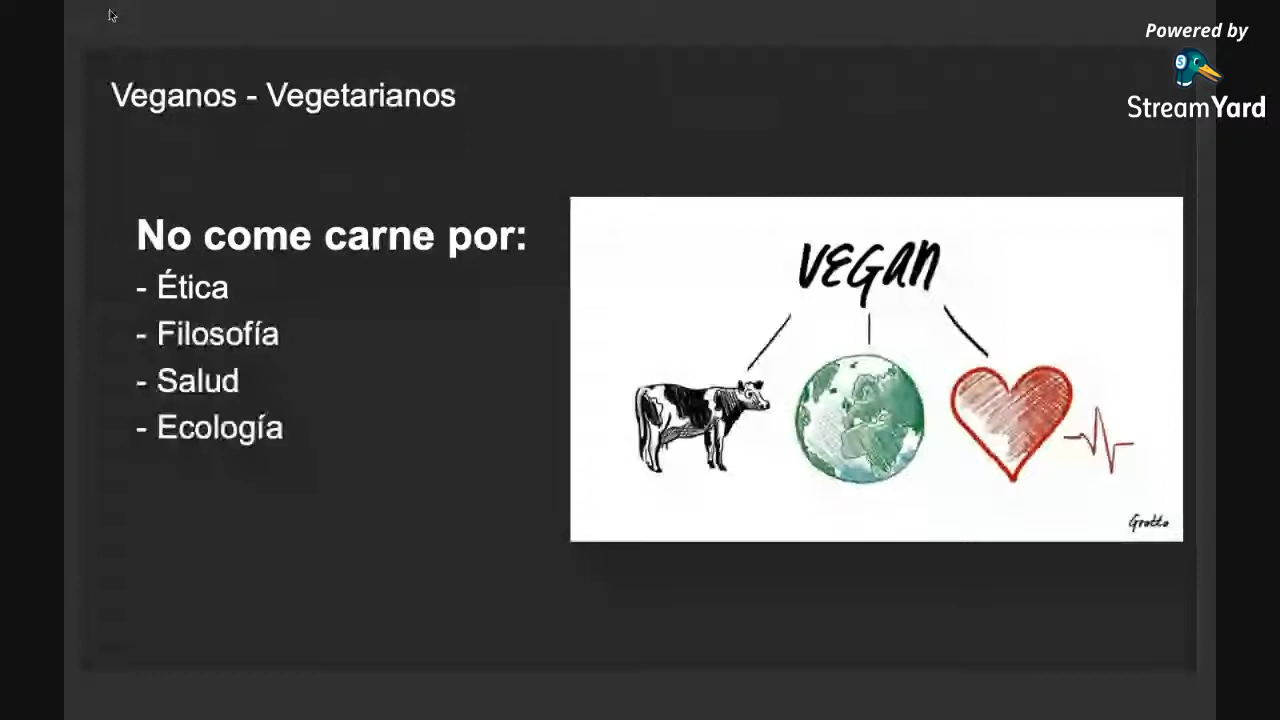 Powered by
StreamYard
Veganos - Vegetarianos
No come carne por:
- Ética
- Filosofía
- Salud
- Ecología
VEGAN
Grotto